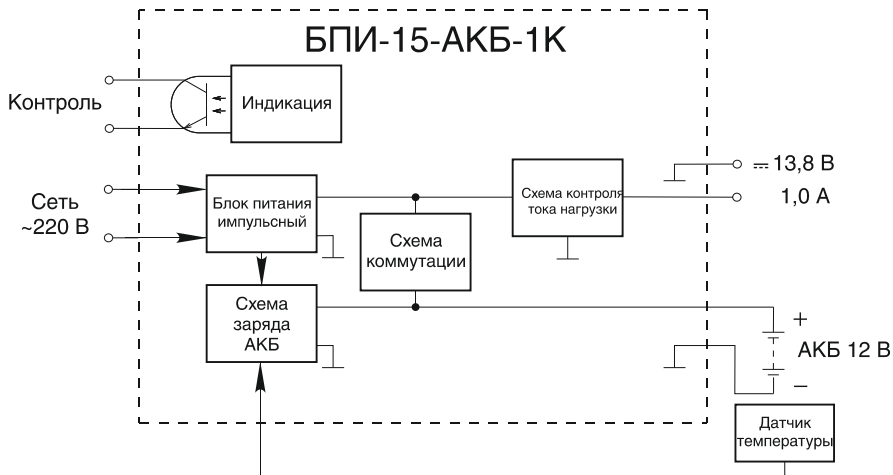 БПИ-15-АКБ-1К
Контроль
Индикация
Сеть
~220 В
Блок питания
импульсный
Схема контроля
тока нагрузки
⎓ 13,8 В
1,0 А
Схема
коммутации
Схема
заряда
АКБ
+
АКБ 12 В
−
Датчик
температуры